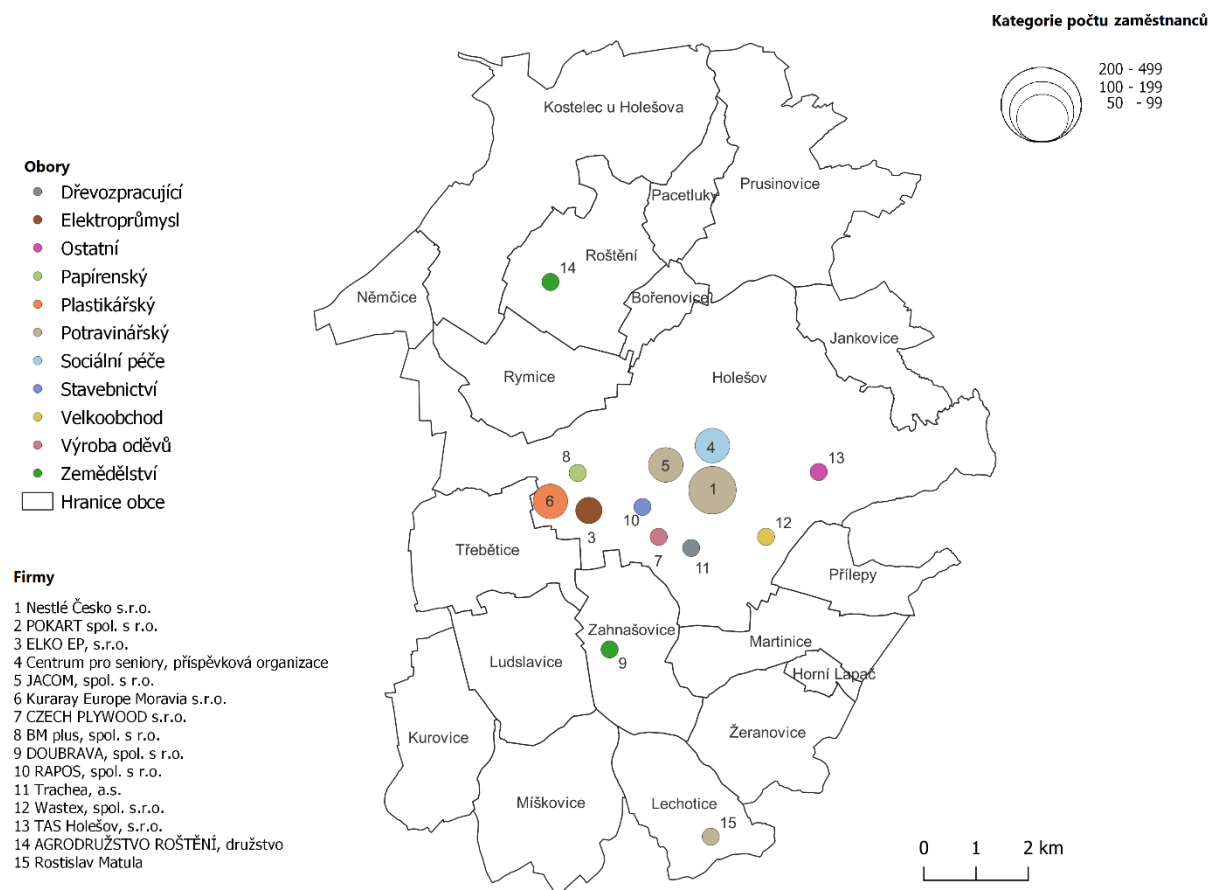 Kategorie počtu zaměstnanců
200 - 499
100 - 199
50 - 99
Obory
Dřevozpracující
Elektroprůmysl
Ostatní
Papírenský
Plastikářský
Potravinářský
Sociální péče
Stavebnictví
Velkoobchod
Výroba oděvů
Zemědělství
Hranice obce
Firmy
1 Nestlé Česko s.r.o.
2 POKART spol. s r.o.
3 ELKO EP, s.r.o.
4 Centrum pro seniory, příspěvková organizace
5 JACOM, spol. s r.o.
6 Kuraray Europe Moravia s.r.o.
7 CZECH PLYWOOD s.r.o.
8 BM plus, spol. s r.o.
9 DOUBRAVA, spol. s r.o.
10 RAPOS, spol. s r.o.
11 Trachea, a.s.
12 Wastex, spol. s.r.o.
13 TAS Holešov, s.r.o.
14 AGRODRUŽSTVO ROŠTĚNÍ, družstvo
15 Rostislav Matula
Kostelec u Holešova
Prusinovice
Pacetluky
Roštění
14
Němčice
Bořenovice
Jankovice
Rymice
Holešov
4
8
5
13
6
1
3
10
12
7
11
Třebětice
Přílepy
Zahnašovice
9
Martinice
Ludslavice
Horní Lapač
Kurovice
Žeranovice
Míškovice
Lechotice
15
0 1 2 km